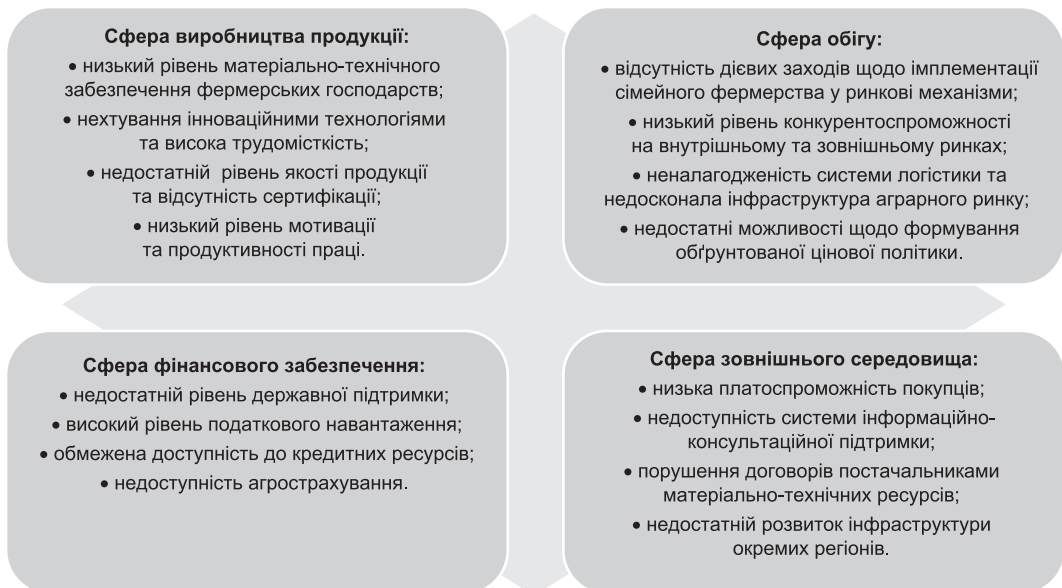 Сфера виробництва продукції:
• низький рівень матеріально-технічного
забезпечення фермерських господарств;
• нехтування інноваційними технологіями
та висока трудомісткість;
• недостатній рівень якості продукції
та відсутність сертифікації;
• низький рівень мотивації
та продуктивності праці.
Сфера обігу:
• відсутність дієвих заходів щодо імплементації
сімейного фермерства у ринкові механізми;
• низький рівень конкурентоспроможності
на внутрішньому та зовнішньому ринках;
• неналагодженість системи логістики та
недосконала інфраструктура аграрного ринку;
• недостатні можливості щодо формування
обґрунтованої цінової політики.
Сфера фінансового забезпечення:
• недостатній рівень державної підтримки;
• високий рівень податкового навантаження;
• обмежена доступність до кредитних ресурсів;
• недоступність агрострахування.
Сфера зовнішнього середовища:
• низька платоспроможність покупців;
• недоступність системи інформаційно-
консультаційної підтримки;
• порушення договорів постачальниками
матеріально-технічних ресурсів;
• недостатній розвиток інфраструктури
окремих регіонів.